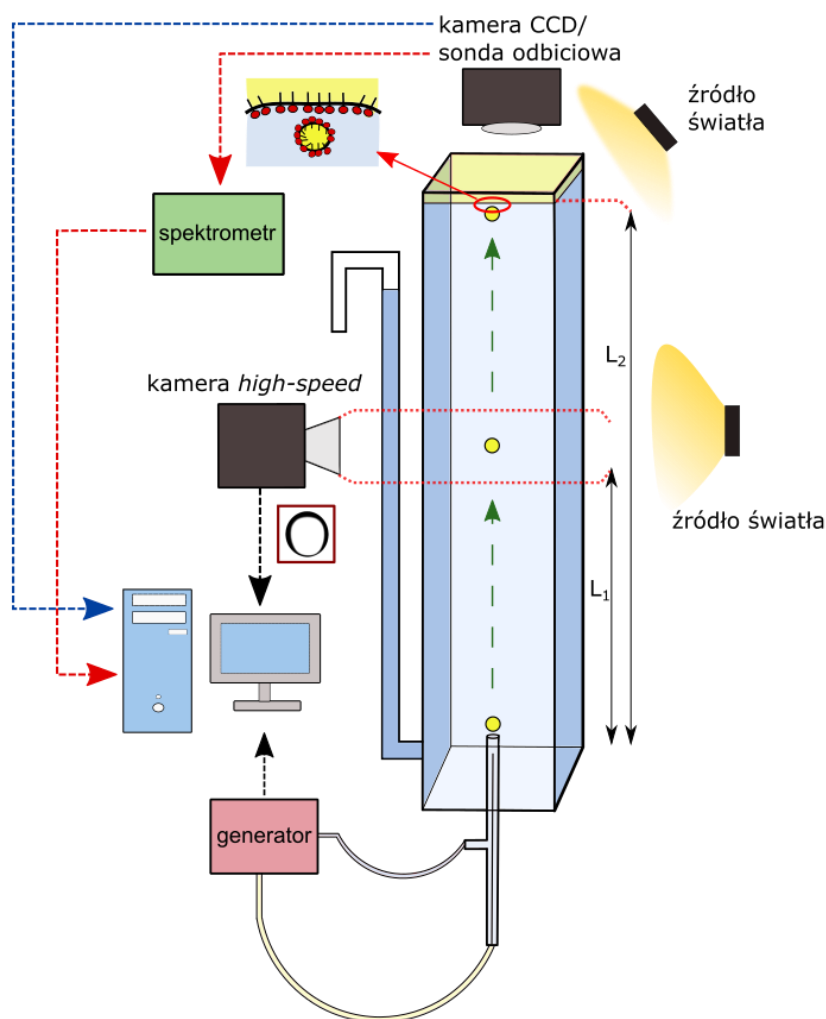 kamera CCD/
sonda odbiciowa
źródło
światła
spektrometr
L₂
kamera high-speed
źródło światła
L₁
generator